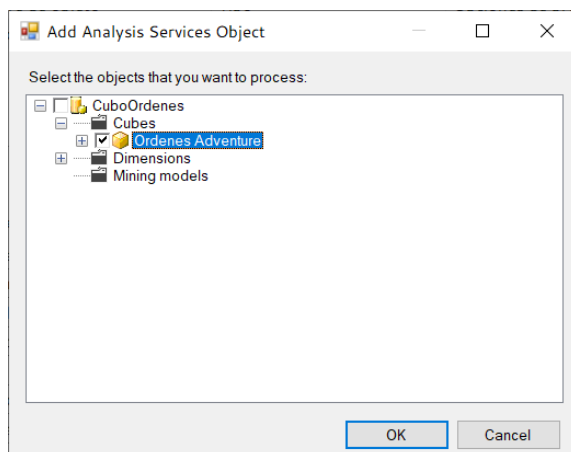 Add Analysis Services Object
Select the objects that you want to process:
CuboOrdenes
Cubes
Ordenes Adventure
Dimensions
Mining models
OK Cancel